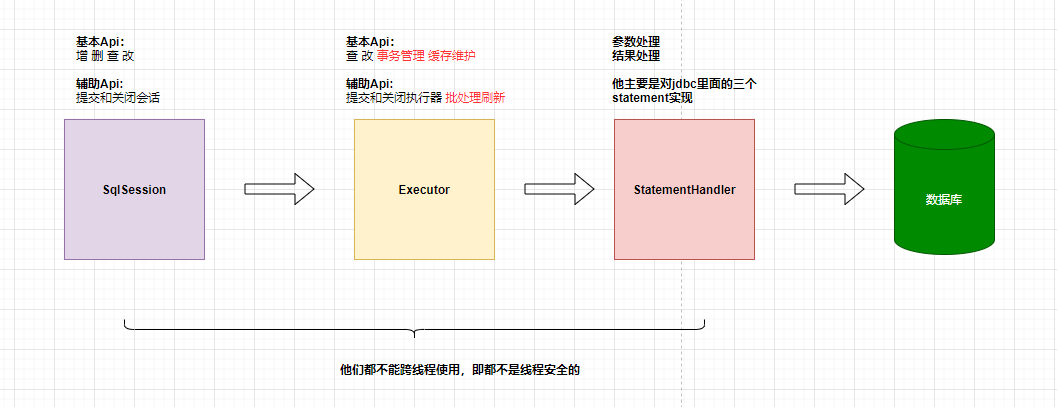 基本Api：
增 删 查 改
辅助Api:
提交和关闭会话
基本Api：
查 改 事务管理 缓存维护
辅助Api:
提交和关闭执行器 批处理刷新
参数处理
结果处理
他主要是对jdbc里面的三个
statement实现
SqlSession
Executor
StatementHandler
数据库
他们都不能跨线程使用，即都不是线程安全的